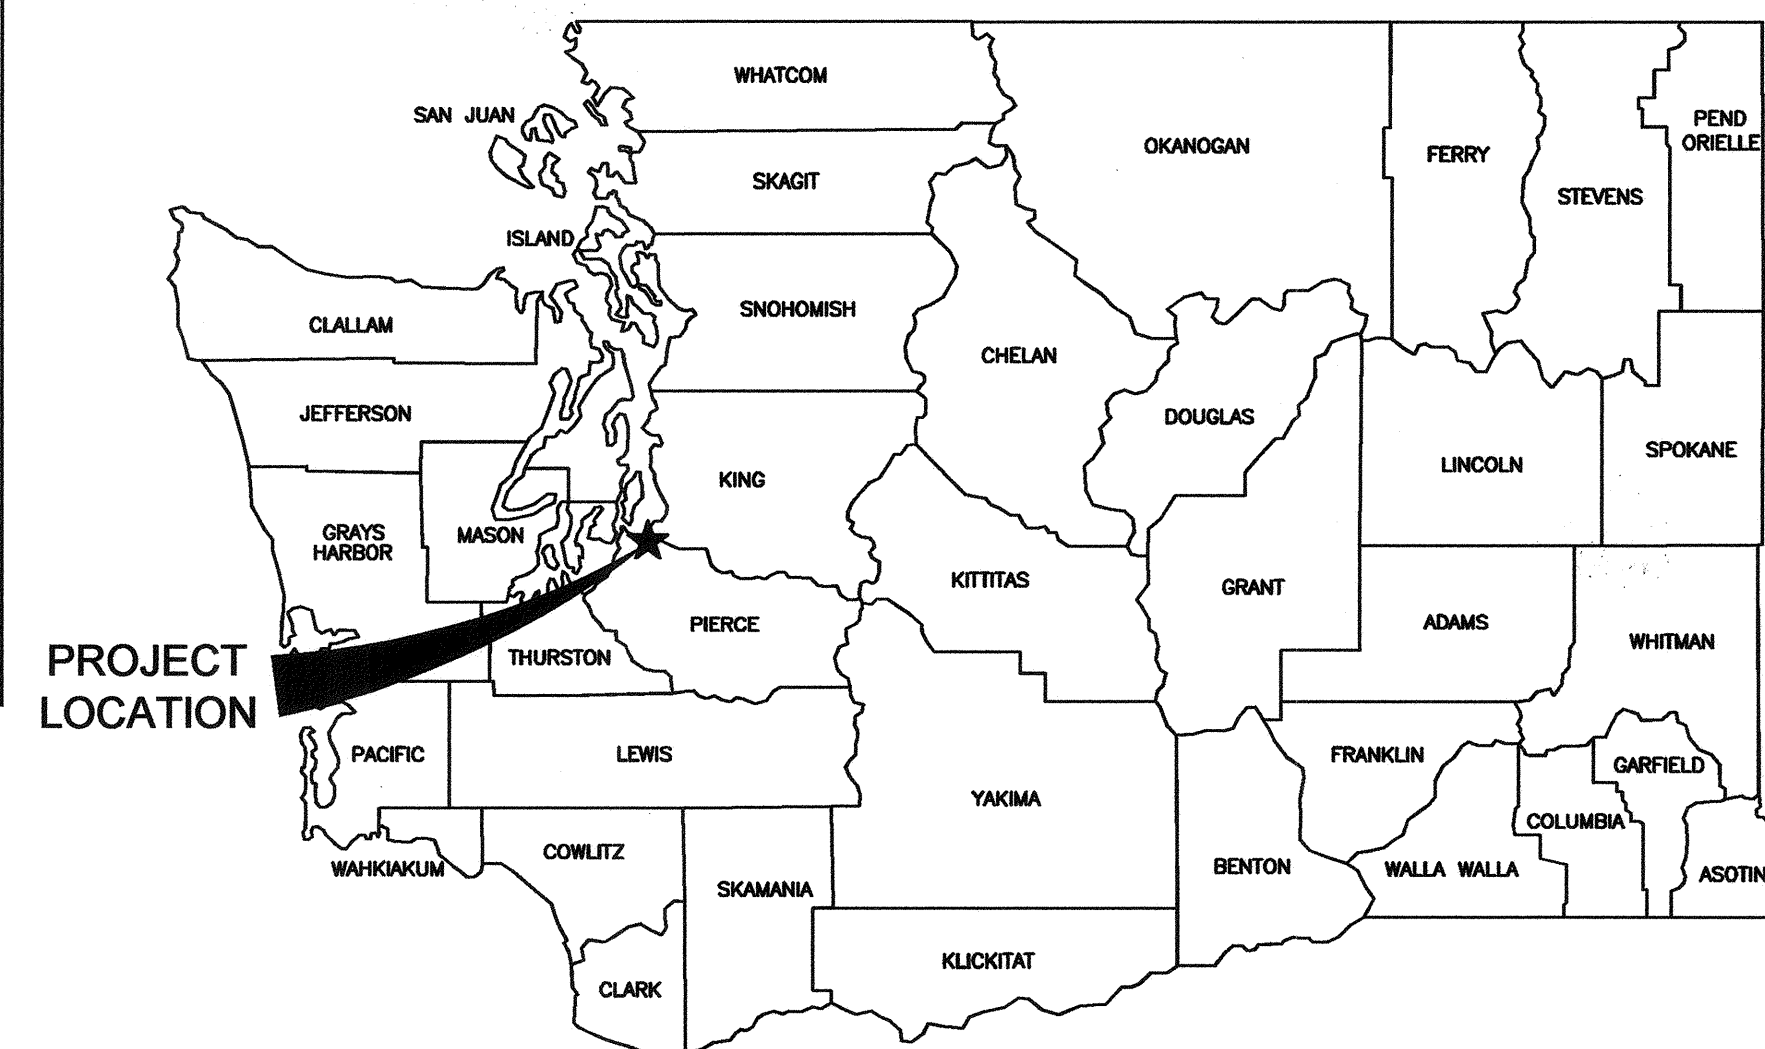 WHATCOM
SAN JUAN
OKANOGAN
FERRY
PEND
ORIELLE
SKAGIT
STEVENS
ISLAND
SNOHOMISH
CLALLAM
CHELAN
JEFFERSON
DOUGLAS
KING
LINCOLN
SPOKANE
GRAYS
HARBOR
MASON
KITTITAS
GRANT
PIERCE
ADAMS
WHITMAN
THURSTON
PROJECT
LOCATION
PACIFIC
LEWIS
FRANKLIN
GARFIELD
YAKIMA
COLUMBIA
COWLITZ
WAHKIAKUM
SKAMANIA
BENTON
WALLA WALLA
ASOTIN
KLICKITAT
CLARK